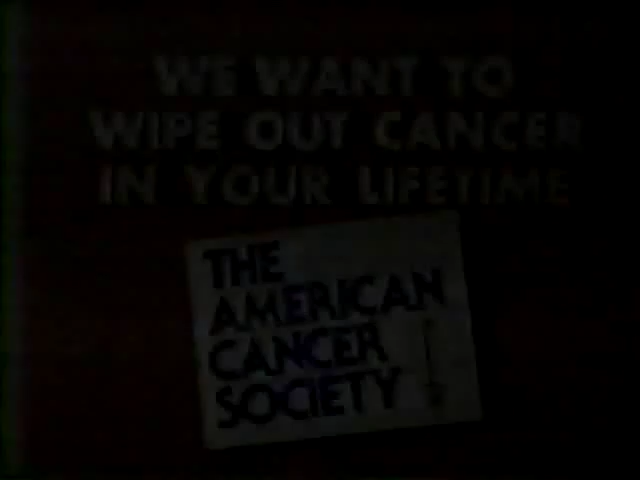 WE WANT TO
WIPE OUT CANCER
IN YOUR LIFETIME
THE
AMERICAN
CANCER
SOCIETY !